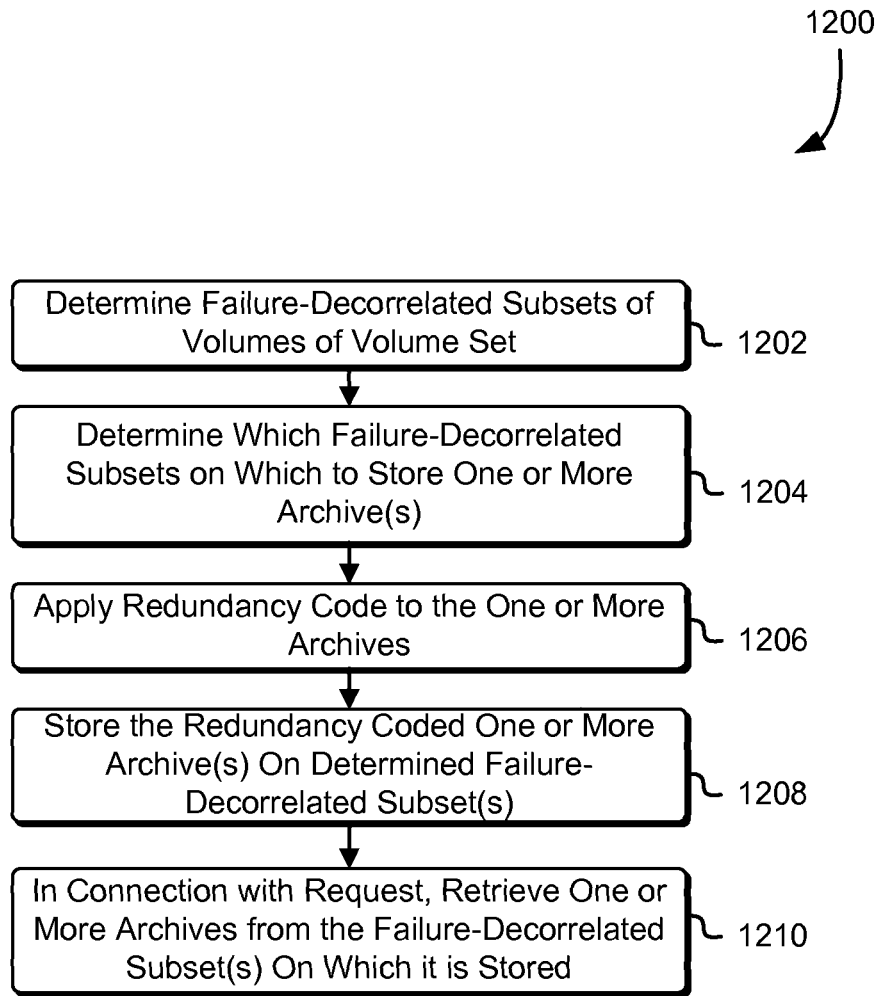 1200
Determine Failure-Decorrelated Subsets of
Volumes of Volume Set
1202
Determine Which Failure-Decorrelated
Subsets on Which to Store One or More
Archive(s)
1204
Apply Redundancy Code to the One or More
Archives
1206
Store the Redundancy Coded One or More
Archive(s) On Determined Failure-
Decorrelated Subset(s)
1208
In Connection with Request, Retrieve One or
More Archives from the Failure-Decorrelated
Subset(s) On Which it is Stored
1210